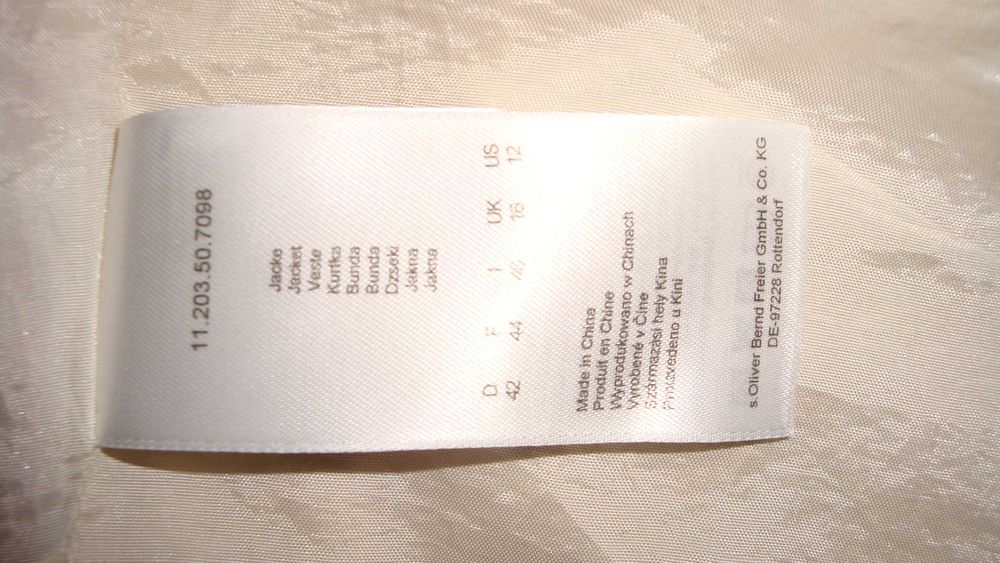 11.203.50.7098
Jacke
Jacket
Veste
Kurtka
Bunda
Bunda
Dzseki
Jakna
Jakna
D F I UK US
42 44 46 16 12
Made in China
Produit en Chine
Wyprodukowano w Chinach
Vyrobené v Číne
Származási hely Kina
u Kini
s.Oliver Bernd Freier GmbH & Co. KG
DE-97228 Rottendorf